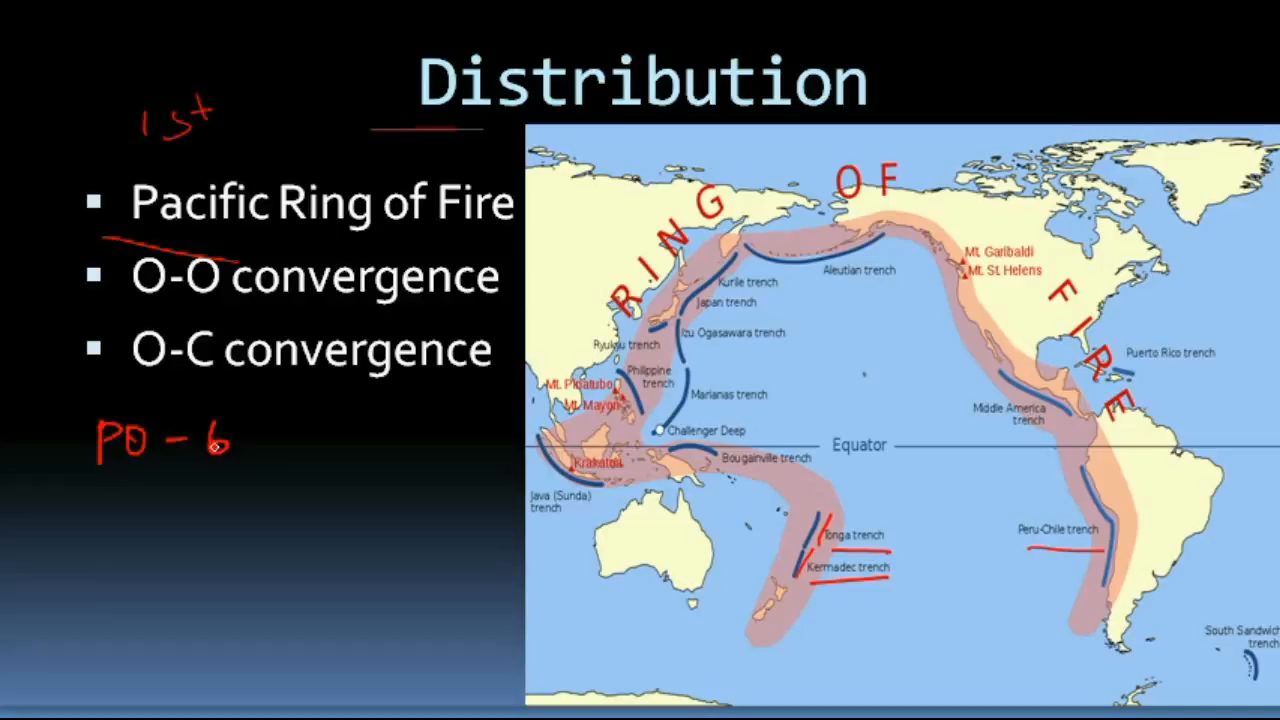 Distribution
1st
Pacific Ring of Fire
O-O convergence
O-C convergence
PO - 6
RING OF FIRE
Mt. Garibaldi
Mt. St. Helens
Aleutian trench
Kurile trench
Japan trench
Izu Ogasawara trench
Ryukyu trench
Puerto Rico trench
Philippine
trench
Mt. Pinatubo
Marianas trench
Mt. Mayon
Middle America
trench
Challenger Deep
Equator
Bougainville trench
Krakatoa
Java (Sunda)
trench
Tonga trench
Peru-Chile trench
Kermadec trench
South Sandwich
trench